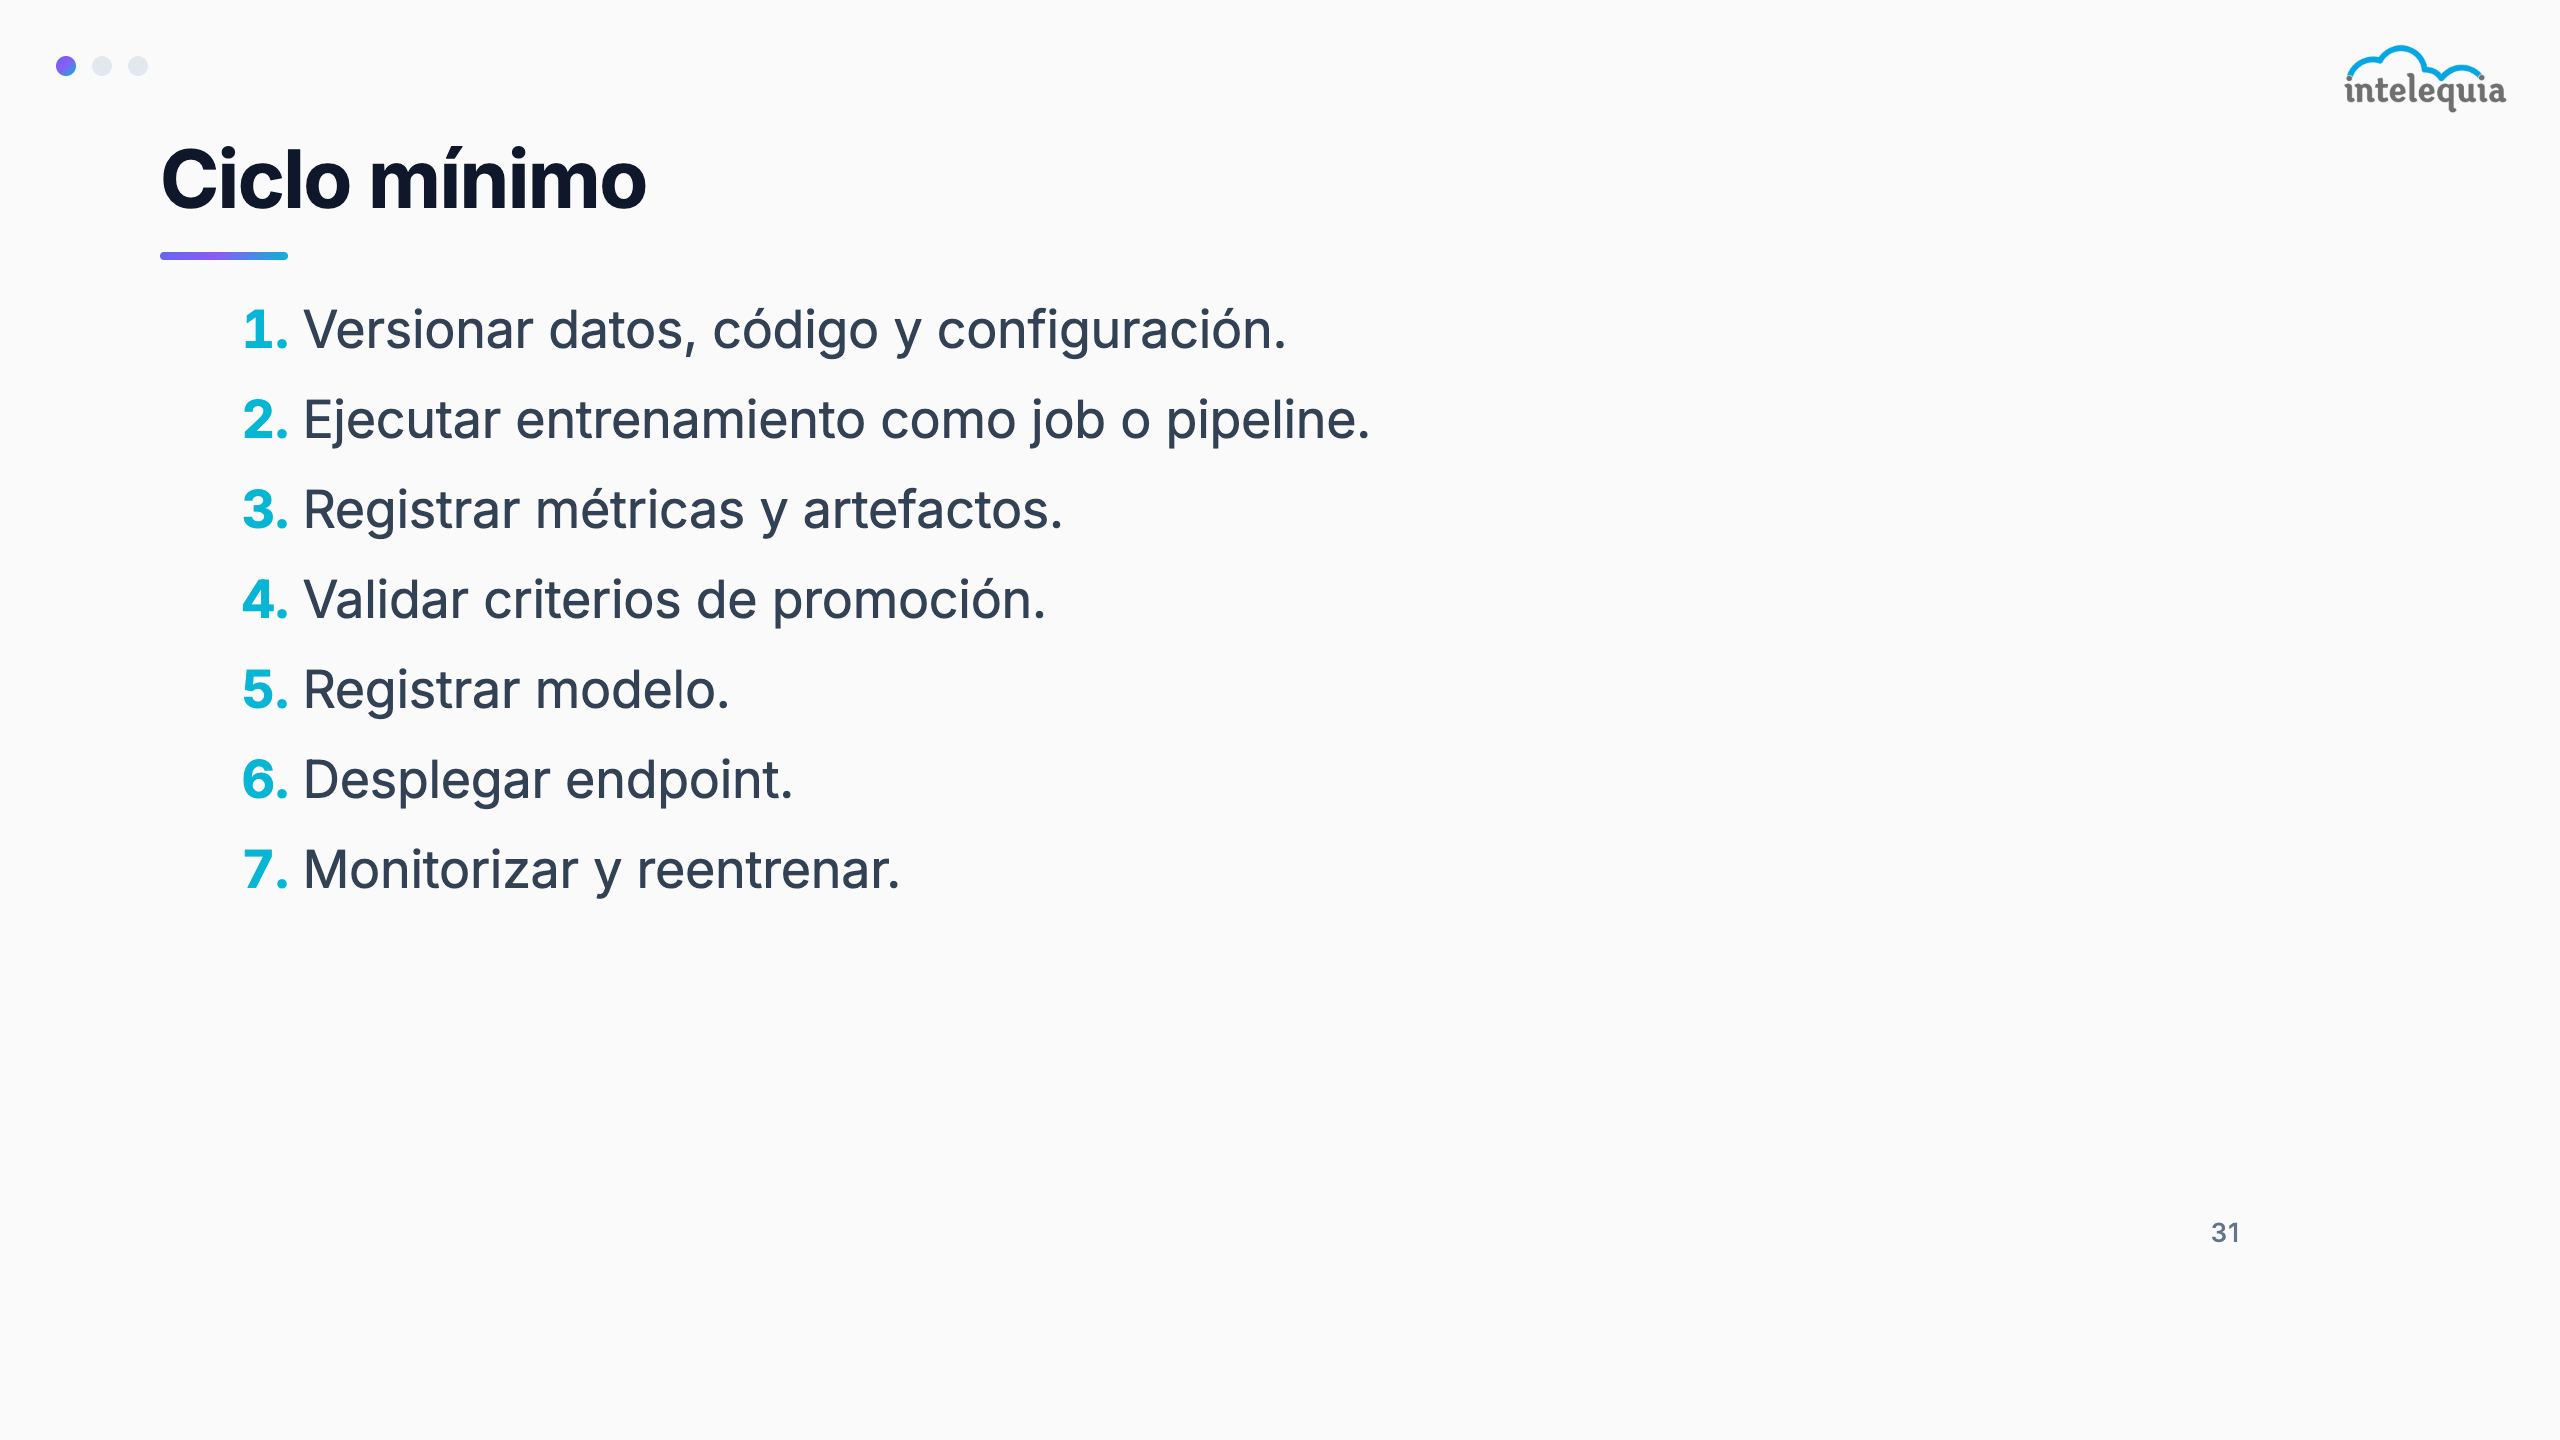 intelequia
Ciclo mínimo
1. Versionar datos, código y configuración.
2. Ejecutar entrenamiento como job o pipeline.
3. Registrar métricas y artefactos.
4. Validar criterios de promoción.
5. Registrar modelo.
6. Desplegar endpoint.
7. Monitorizar y reentrenar.
31